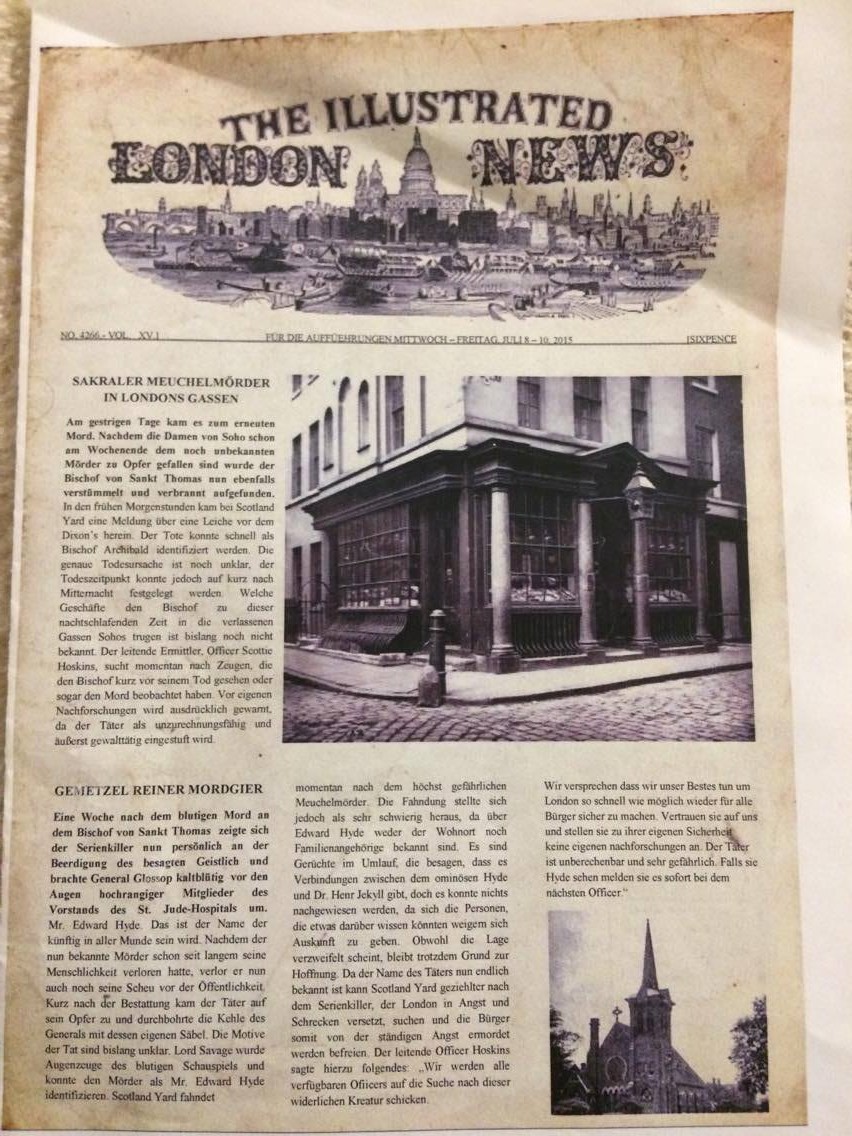 THE ILLUSTRATED
LONDON NEWS
NO. 4266.- VOL. XV.1 FÜR DIE AUFFÜEHRUNGEN MITTWOCH – FREITAG, JULI 8 – 10, 2015 ISIXPENCE
SAKRALER MEUCHELMÖRDER
IN LONDONS GASSEN
Am gestrigen Tage kam es zum erneuten
Mord. Nachdem die Damen von Soho schon
am Wochenende dem noch unbekannten
Mörder zu Opfer gefallen sind wurde der
Bischof von Sankt Thomas nun ebenfalls
verstümmelt und verbrannt aufgefunden.
In den frühen Morgenstunden kam bei Scotland
Yard eine Meldung über eine Leiche vor dem
Dixon's herein. Der Tote konnte schnell als
Bischof Archibald identifiziert werden. Die
genaue Todesursache ist noch unklar, der
Todeszeitpunkt konnte jedoch auf kurz nach
Mitternacht festgelegt werden. Welche
Geschäfte den Bischof zu dieser
nachtschlafenden Zeit in die verlassenen
Gassen Sohos trugen ist bislang noch nicht
bekannt. Der leitende Ermittler, Officer Scottie
Hoskins, sucht momentan nach Zeugen, die
den Bischof kurz vor seinem Tod gesehen oder
sogar den Mord beobachtet haben. Vor eigenen
Nachforschungen wird ausdrücklich gewarnt,
da der Täter als unzurechnungsfähig und
äußerst gewalttätig eingestuft wird.
GEMETZEL REINER MORDGIER
Eine Woche nach dem blutigen Mord an
dem Bischof von Sankt Thomas zeigte sich
der Serienkiller nun persönlich an der
Beerdigung des besagten Geistlich und
brachte General Glossop kaltblütig vor den
Augen hochrangiger Mitglieder des
Vorstands des St. Jude-Hospitals um.
Mr. Edward Hyde. Das ist der Name der
künftig in aller Munde sein wird. Nachdem der
nun bekannte Mörder schon seit langem seine
Menschlichkeit verloren hatte, verlor er nun
auch noch seine Scheu vor der Öffentlichkeit.
Kurz nach der Bestattung kam der Täter auf
sein Opfer zu und durchbohrte die Kehle des
Generals mit dessen eigenen Säbel. Die Motive
der Tat sind bislang unklar. Lord Savage wurde
Augenzeuge des blutigen Schauspiels und
konnte den Mörder als Mr. Edward Hyde
identifizieren. Scotland Yard fahndet
momentan nach dem höchst gefährlichen
Meuchelmörder. Die Fahndung stellte sich
jedoch als sehr schwierig heraus, da über
Edward Hyde weder der Wohnort noch
Familienangehörige bekannt sind. Es sind
Gerüchte im Umlauf, die besagen, dass es
Verbindungen zwischen dem ominösen Hyde
und Dr. Henr Jekyll gibt, doch es konnte nichts
nachgewiesen werden, da sich die Personen,
die etwas darüber wissen könnten weigern sich
Auskunft zu geben. Obwohl die Lage
verzweifelt scheint, bleibt trotzdem Grund zur
Hoffnung. Da der Name des Täters nun endlich
bekannt ist kann Scotland Yard gezielter nach
dem Serienkiller, der London in Angst und
Schrecken versetzt, suchen und die Bürger
somit von der ständigen Angst ermordet
werden befreien. Der leitende Officer Hoskins
sagte hierzu folgendes: „Wir werden alle
verfügbaren Officers auf die Suche nach dieser
widerlichen Kreatur schicken.
Wir versprechen dass wir unser Bestes tun um
London so schnell wie möglich wieder für alle
Bürger sicher zu machen. Vertrauen sie auf uns
und stellen sie zu ihrer eigenen Sicherheit
keine eigenen nachforschungen an. Der Täter
ist unberechenbar und sehr gefährlich. Falls sie
Hyde sehen melden sie es sofort bei dem
nächsten Officer."